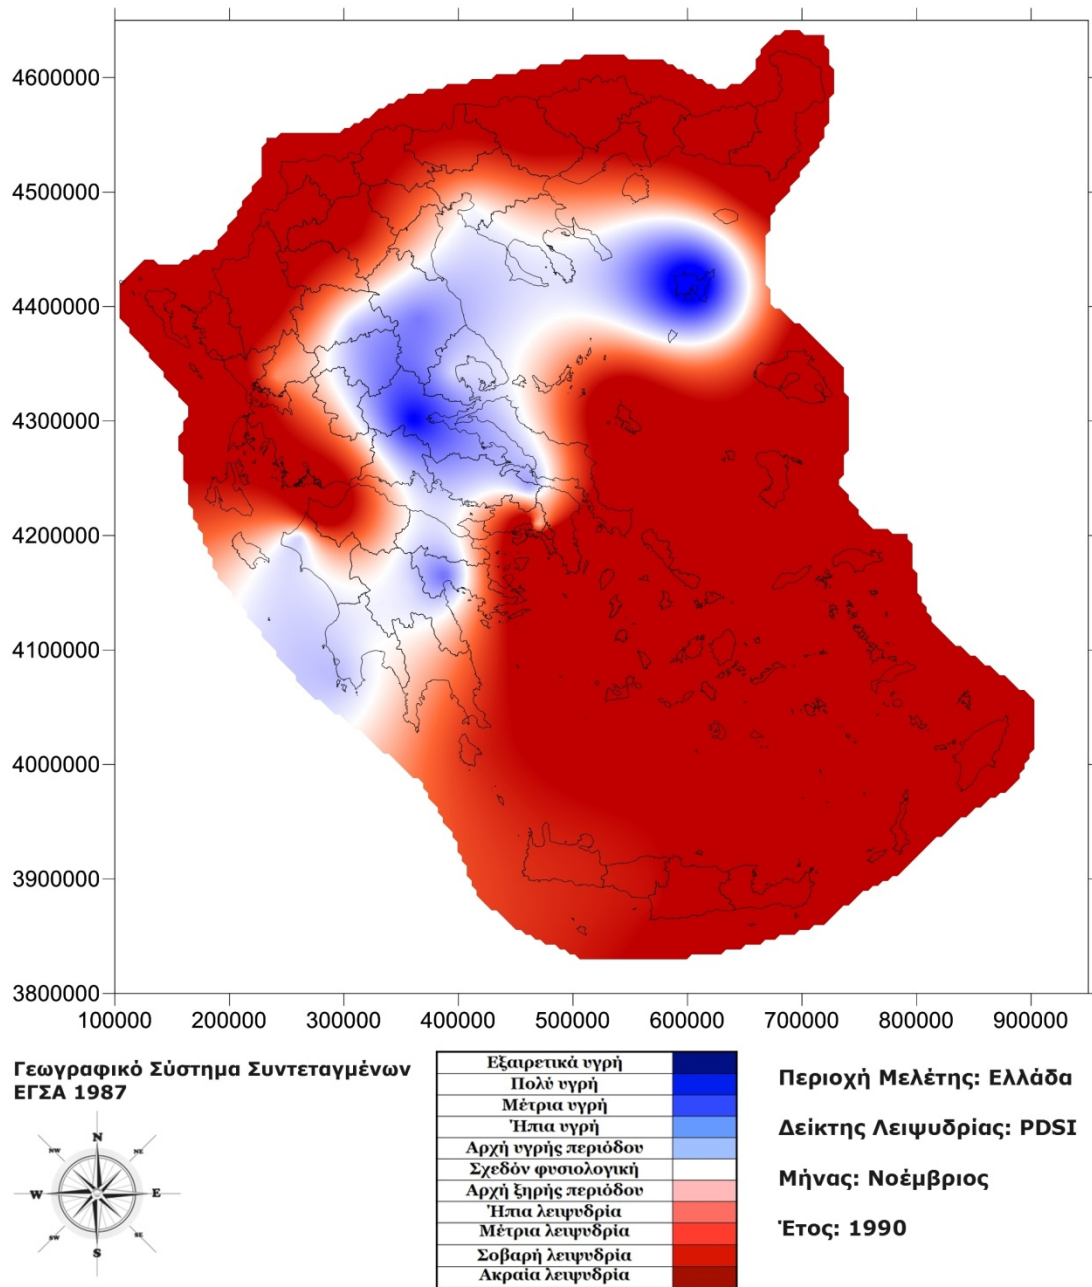 4600000
4500000
4400000
4300000
4200000
4100000
4000000
3900000
3800000
100000 200000 300000 400000 500000 600000 700000 800000 900000
Γεωγραφικό Σύστημα Συντεταγμένων
ΕΓΣΑ 1987
N
NW NE
W E
SW SE
S
Εξαιρετικά υγρή
Πολύ υγρή
Μέτρια υγρή
Ήπια υγρή
Αρχή υγρής περιόδου
Σχεδόν φυσιολογική
Αρχή ξηρής περιόδου
Ήπια λειψυδρία
Μέτρια λειψυδρία
Σοβαρή λειψυδρία
Ακραία λειψυδρία
Περιοχή Μελέτης: Ελλάδα
Δείκτης Λειψυδρίας: PDSI
Μήνας: Νοέμβριος
Έτος: 1990